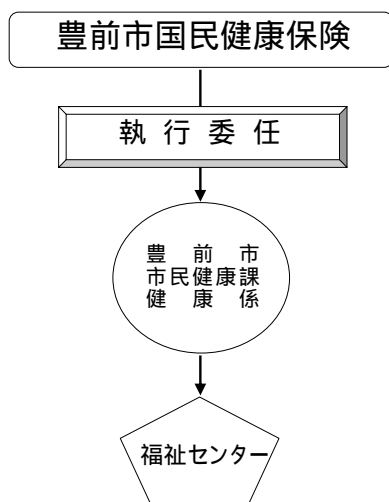 豊前市国民健康保険
執行委任
豊前市
市民健康課
健康係
福祉センター